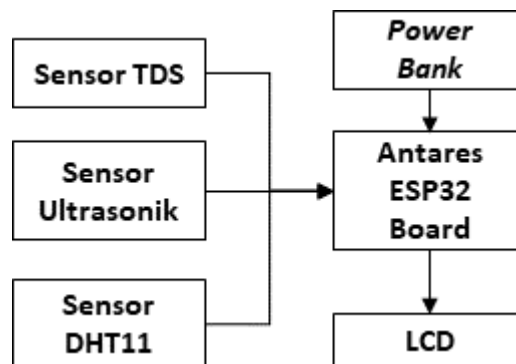 Sensor TDS
Sensor
Ultrasonik
Sensor
DHT11
Power
Bank
Antares
ESP32
Board
LCD